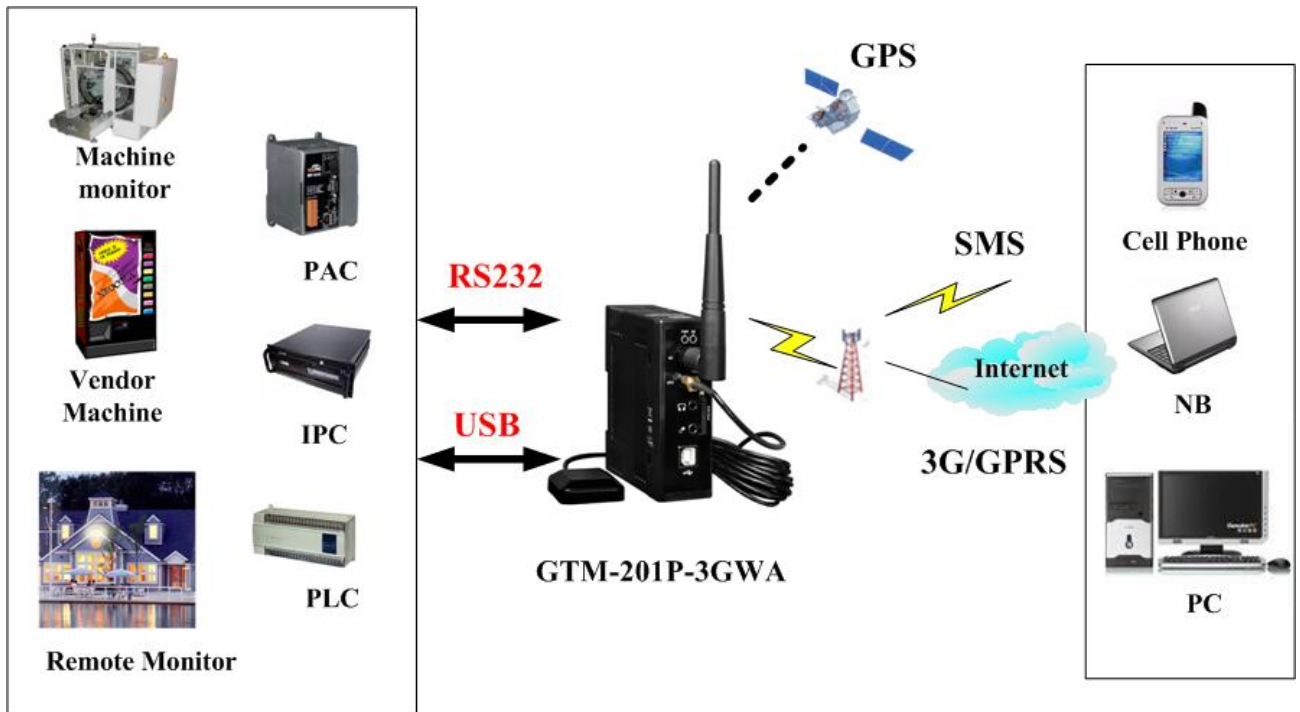 Machine
monitor
PAC
Vendor
Machine
IPC
Remote Monitor
PLC
RS232
USB
GTM-201P-3GWA
GPS
SMS
Internet
3G/GPRS
Cell Phone
NB
PC